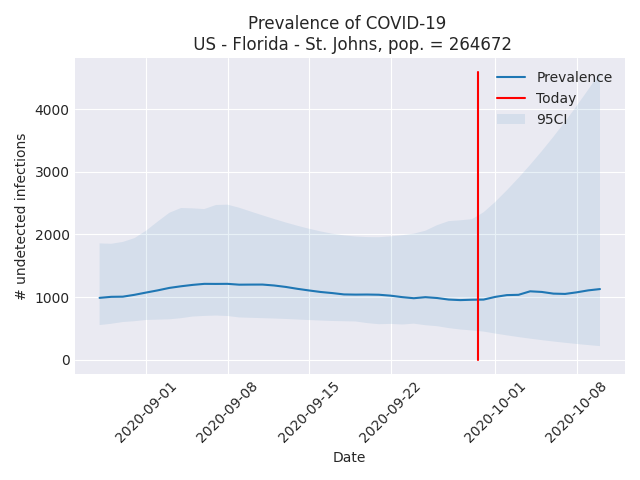 Prevalence of COVID-19
US - Florida - St. Johns, pop. = 264672
Prevalence
Today
95CI
# undetected infections
4000
3000
2000
1000
0
2020-09-01
2020-09-08
2020-09-15
2020-09-22
2020-10-01
2020-10-08
Date